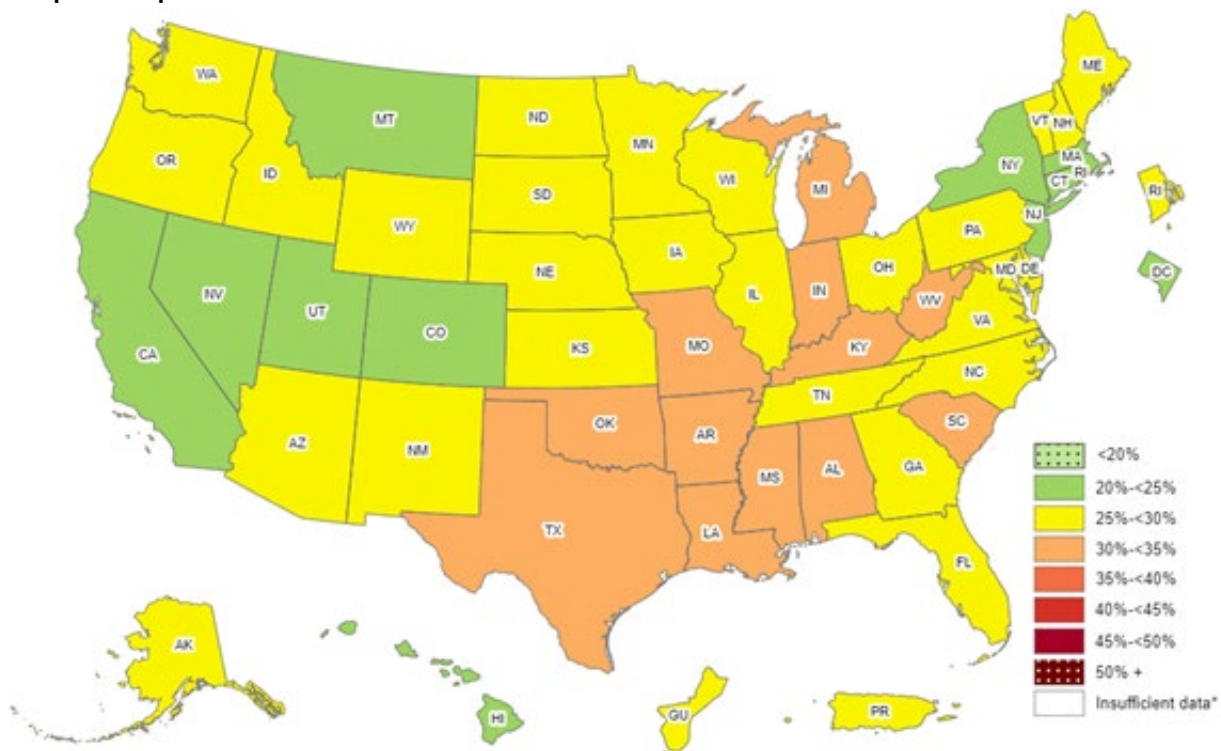 WA
MT
ND
MN
ME
VT
NH
OR
ID
SD
WI
MI
NY
MA
CT
RI
RI
WY
IA
PA
NJ
NE
IL
IN
OH
MD
DE
DC
NV
UT
CO
CA
KS
MO
KY
WV
VA
AZ
NM
OK
AR
TN
NC
SC
TX
LA
MS
AL
GA
FL
AK
HI
GU
PR
<20%
20%-<25%
25%-<30%
30%-<35%
35%-<40%
40%-<45%
45%-<50%
50% +
Insufficient data*